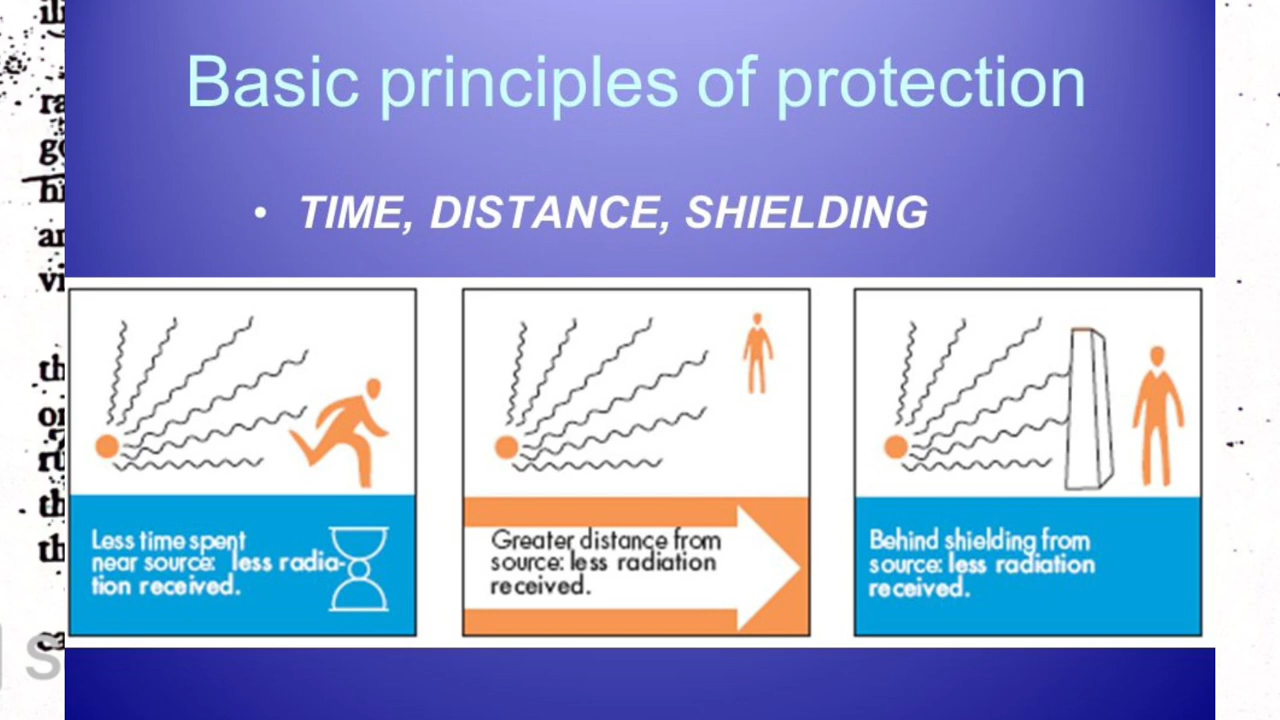 Basic principles of protection
• TIME, DISTANCE, SHIELDING
Less time spent
near source: less radia-
tion received.
Greater distance from
source: less radiation
received.
Behind shielding from
source: less radiation
received.